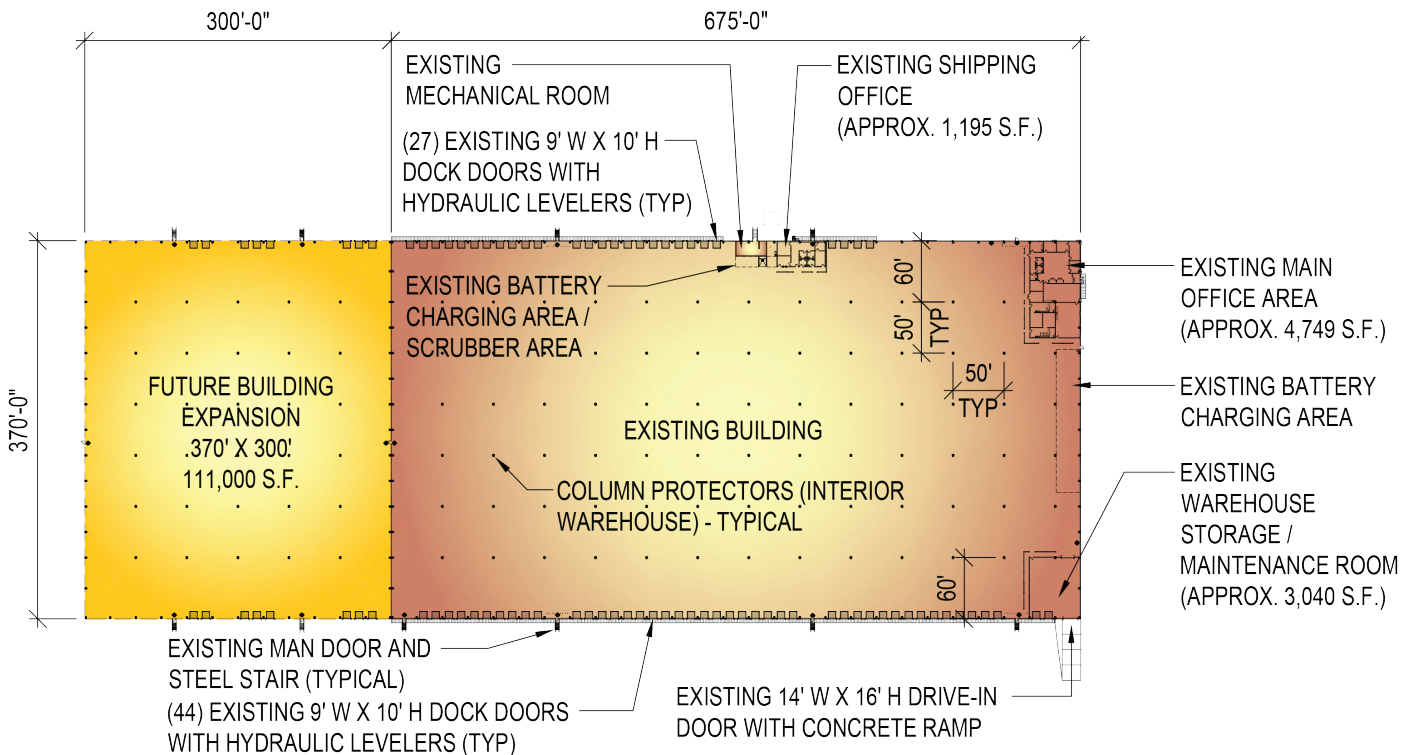 300'-0"
675'-0"
EXISTING
MECHANICAL ROOM
EXISTING SHIPPING
OFFICE
(APPROX. 1,195 S.F.)
(27) EXISTING 9' W X 10' H
DOCK DOORS WITH
HYDRAULIC LEVELERS (TYP)
EXISTING BATTERY
CHARGING AREA /
SCRUBBER AREA
60'
50'
TYP
50'
TYP
EXISTING MAIN
OFFICE AREA
(APPROX. 4,749 S.F.)
EXISTING BATTERY
CHARGING AREA
370'-0"
FUTURE BUILDING
EXPANSION
370' X 300'
111,000 S.F.
EXISTING BUILDING
COLUMN PROTECTORS (INTERIOR
WAREHOUSE) - TYPICAL
EXISTING
WAREHOUSE
STORAGE /
MAINTENANCE ROOM
(APPROX. 3,040 S.F.)
60'
EXISTING MAN DOOR AND
STEEL STAIR (TYPICAL)
(44) EXISTING 9' W X 10' H DOCK DOORS
WITH HYDRAULIC LEVELERS (TYP)
EXISTING 14' W X 16' H DRIVE-IN
DOOR WITH CONCRETE RAMP